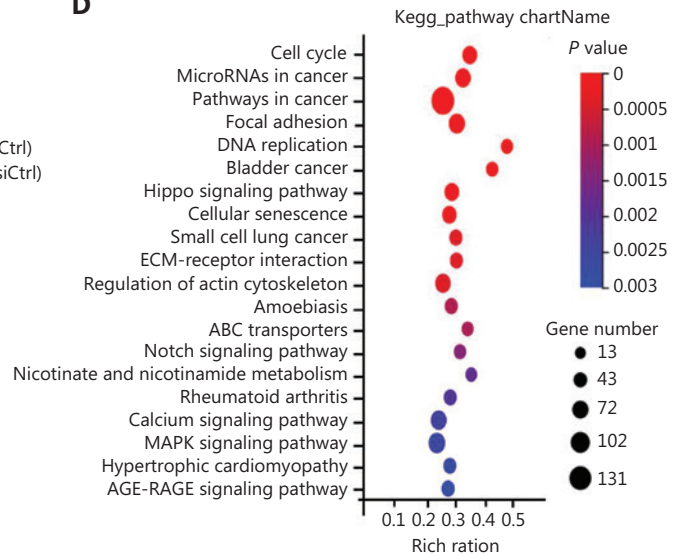 D
Kegg_pathway chartName
Cell cycle
MicroRNAs in cancer
Pathways in cancer
Focal adhesion
DNA replication
Bladder cancer
Hippo signaling pathway
Cellular senescence
Small cell lung cancer
ECM-receptor interaction
Regulation of actin cytoskeleton
Amoebiasis
ABC transporters
Notch signaling pathway
Nicotinate and nicotinamide metabolism
Rheumatoid arthritis
Calcium signaling pathway
MAPK signaling pathway
Hypertrophic cardiomyopathy
AGE-RAGE signaling pathway
Ctrl)
siCtrl)
0.1 0.2 0.3 0.4 0.5
Rich ration
P value
0
0.0005
0.001
0.0015
0.002
0.0025
0.003
Gene number
13
43
72
102
131